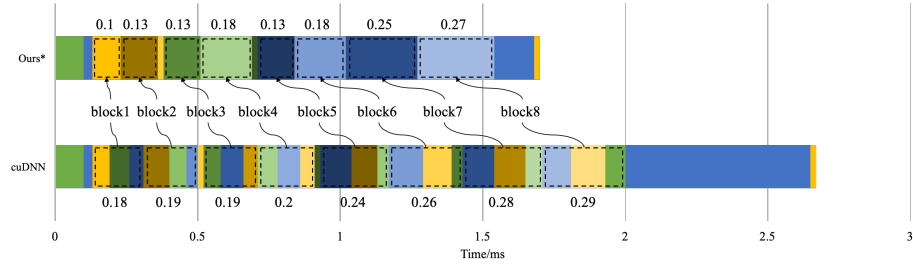 0.1 0.13 0.13 0.18 0.13 0.18 0.25 0.27
Ours*
block1 block2 block3 block4 block5 block6 block7 block8
cuDNN
0.18 0.19 0.19 0.2 0.24 0.26 0.28 0.29
0 0.5 1 1.5 2 2.5 3
Time/ms